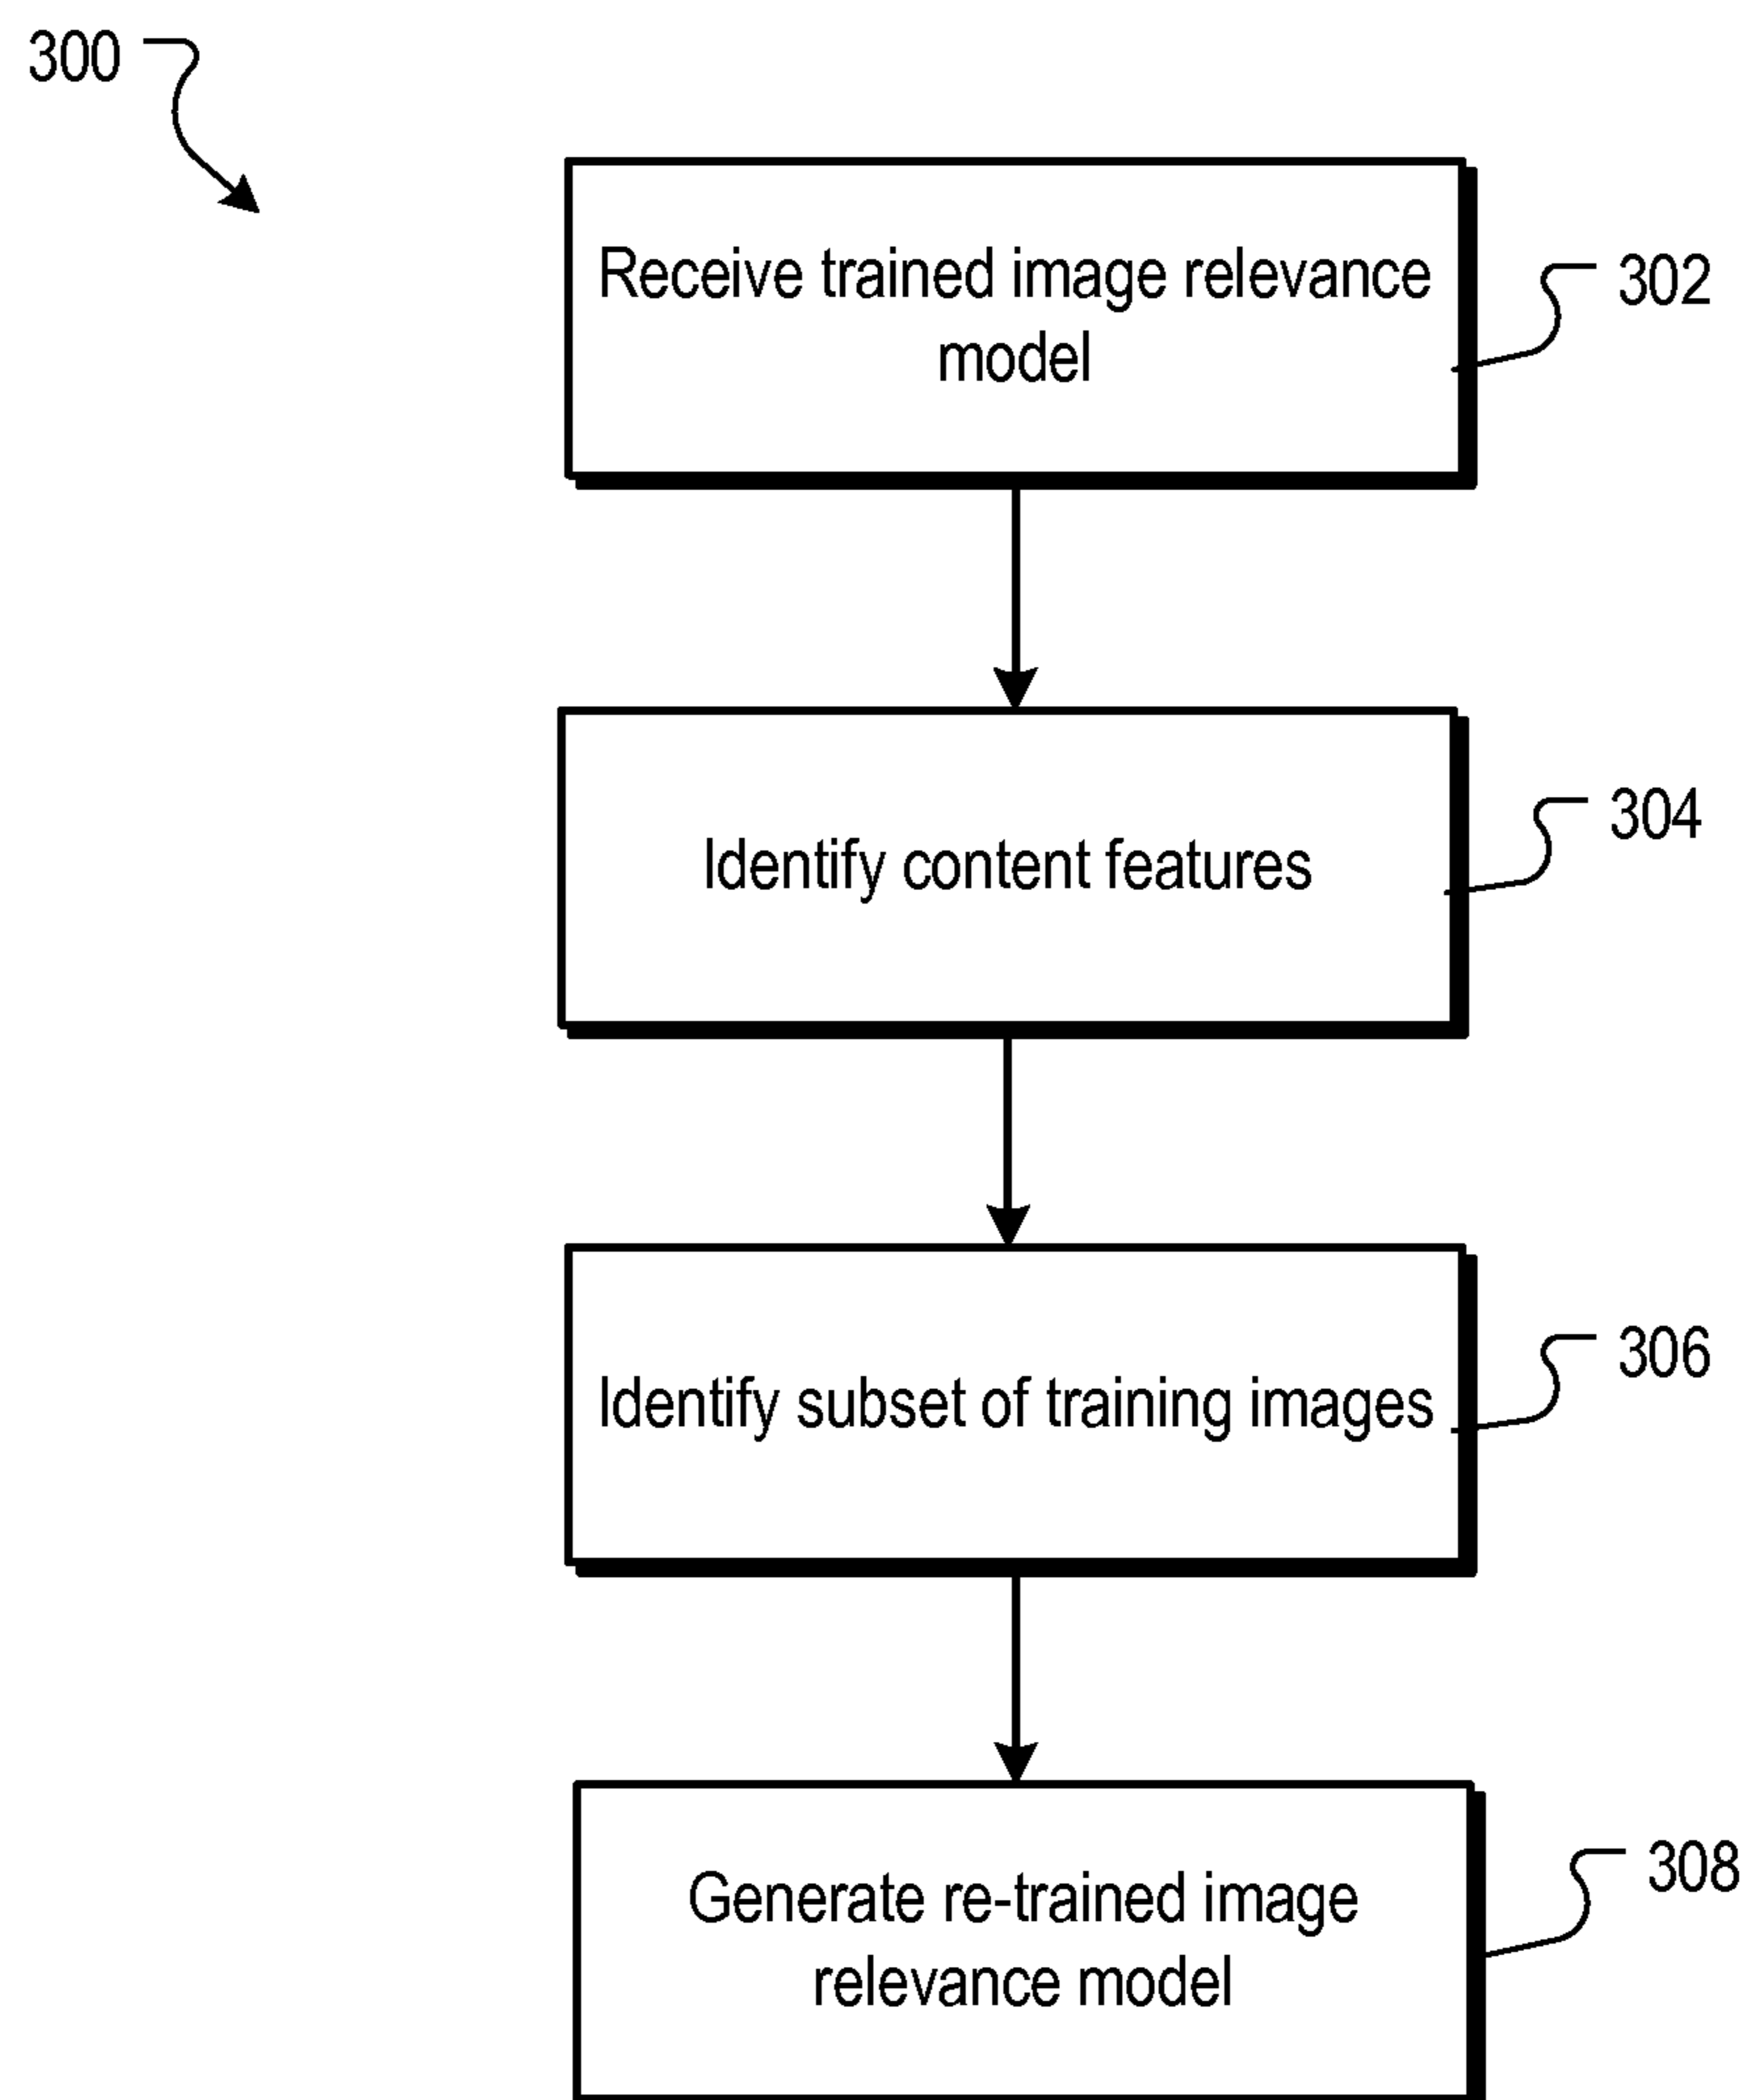 300
Receive trained image relevance
model
302
Identify content features
304
Identify subset of training images
306
Generate re-trained image
relevance model
308